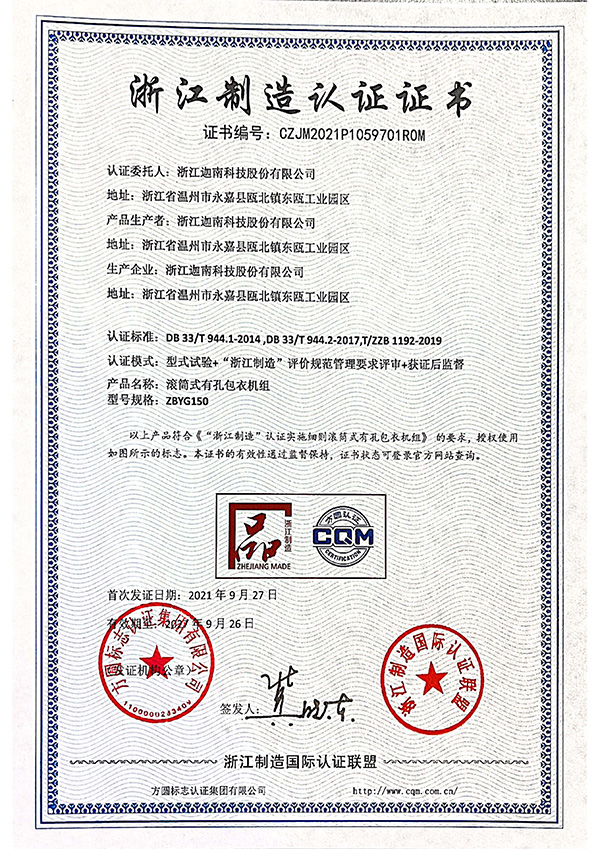 浙江制造认证证书
证书编号：CZJM2021P1059701R0M
认证委托人：浙江迦南科技股份有限公司
地址：浙江省温州市永嘉县瓯北镇东瓯工业园区
产品生产者：浙江迦南科技股份有限公司
地址：浙江省温州市永嘉县瓯北镇东瓯工业园区
生产企业：浙江迦南科技股份有限公司
地址：浙江省温州市永嘉县瓯北镇东瓯工业园区
认证标准：DB 33/T 944.1-2014 ,DB 33/T 944.2-2017,T/ZZB 1192-2019
认证模式：型式试验+“浙江制造”评价规范管理要求评审+获证后监督
产品名称：滚筒式有孔包衣机组
型号规格：ZBYG150
以上产品符合《“浙江制造”认证实施细则滚筒式有孔包衣机组》的要求，授权使用
如图所示的标志。本证书的有效性通过监督保持，证书状态可登录官方网站查询。
品
浙江制造
ZHEJIANG MADE
方圆认证
CQM
CERTIFICATION
首次发证日期：2021 年 9 月 27 日
有效期至：年 9 月 26 日
（发证机构公章）
方圆标志认证集团有限公司
签发人：
浙江制造国际认证联盟
浙江制造国际认证联盟
方圆标志认证集团有限公司
http://www.cqm.com.cn/